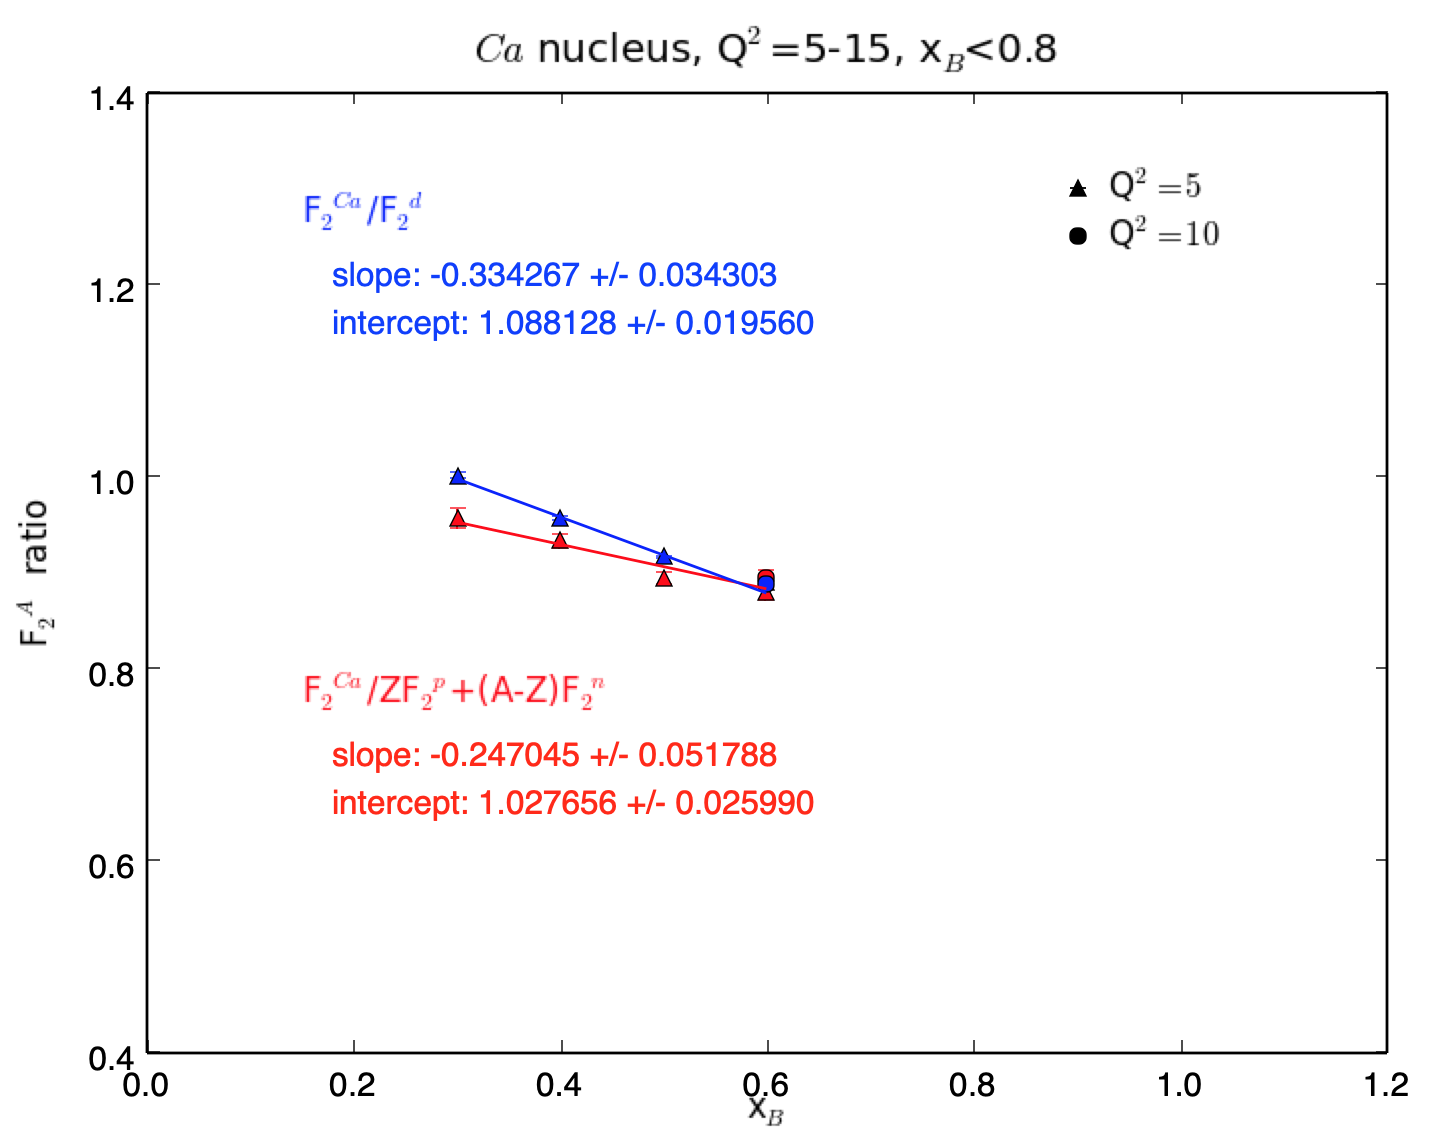 Ca nucleus, Q² =5-15, x_B<0.8
1.4
1.2
1.0
0.8
0.6
0.4
F₂^A ratio
F₂^Ca/F₂^d
slope: -0.334267 +/- 0.034303
intercept: 1.088128 +/- 0.019560
Q² =5
Q² =10
F₂^Ca/ZF₂^p+(A-Z)F₂^n
slope: -0.247045 +/- 0.051788
intercept: 1.027656 +/- 0.025990
0.0 0.2 0.4 0.6 0.8 1.0 1.2
x_B